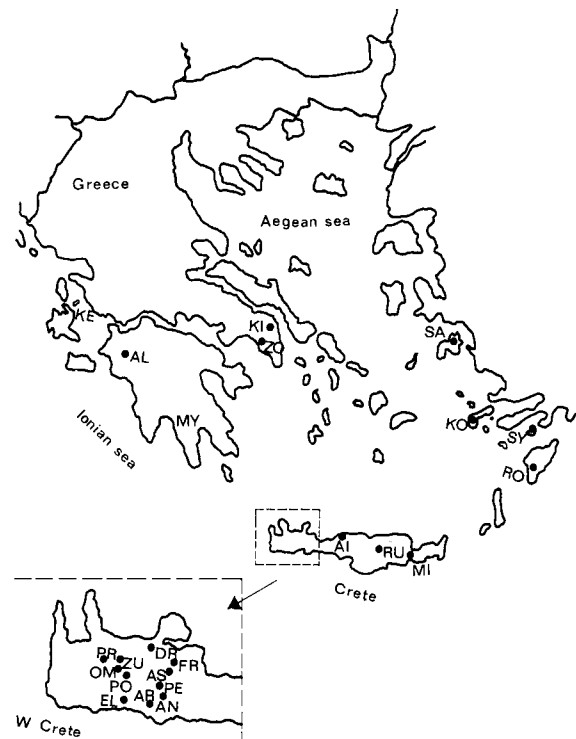 Greece
Aegean sea
KE
KI
ZO
SA
AL
Ionian sea
MY
KO
SY
RO
AI
RU
MI
Crete
PR
ZU
DR
FR
OM
AS
PO
PE
EL
AR
AN
W Crete